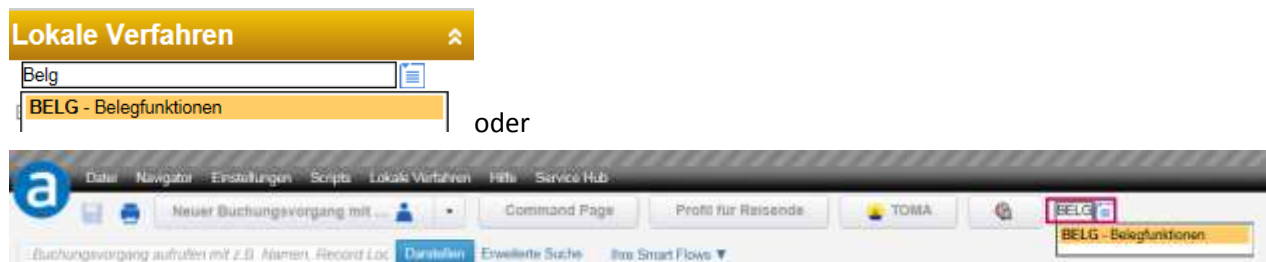 Lokale Verfahren
Belg
BELG - Belegfunktionen
oder
a Datei Navigator Einstellungen Scripts Lokale Verfahren Hilfe Service Hub
Neuer Buchungsvorgang mit ... Command Page Profil für Reisende TOMA BELG
BELG - Belegfunktionen
Buchungsvorgang aufrufen mit z.B. Namen, Record Loc Darstellen Erweiterte Suche Ihre Smart Flows ▼